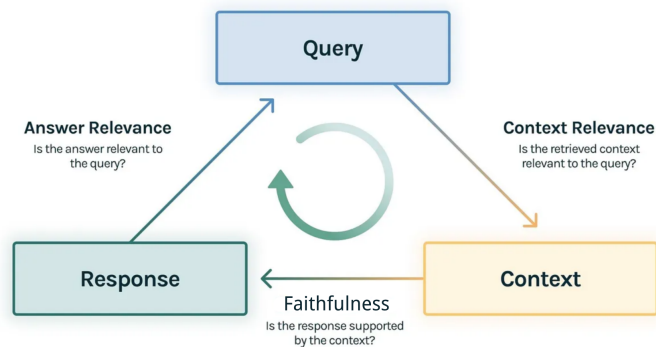 Query
Answer Relevance
Is the answer relevant to
the query?
Context Relevance
Is the retrieved context
relevant to the query?
Response
Faithfulness
Is the response supported
by the context?
Context